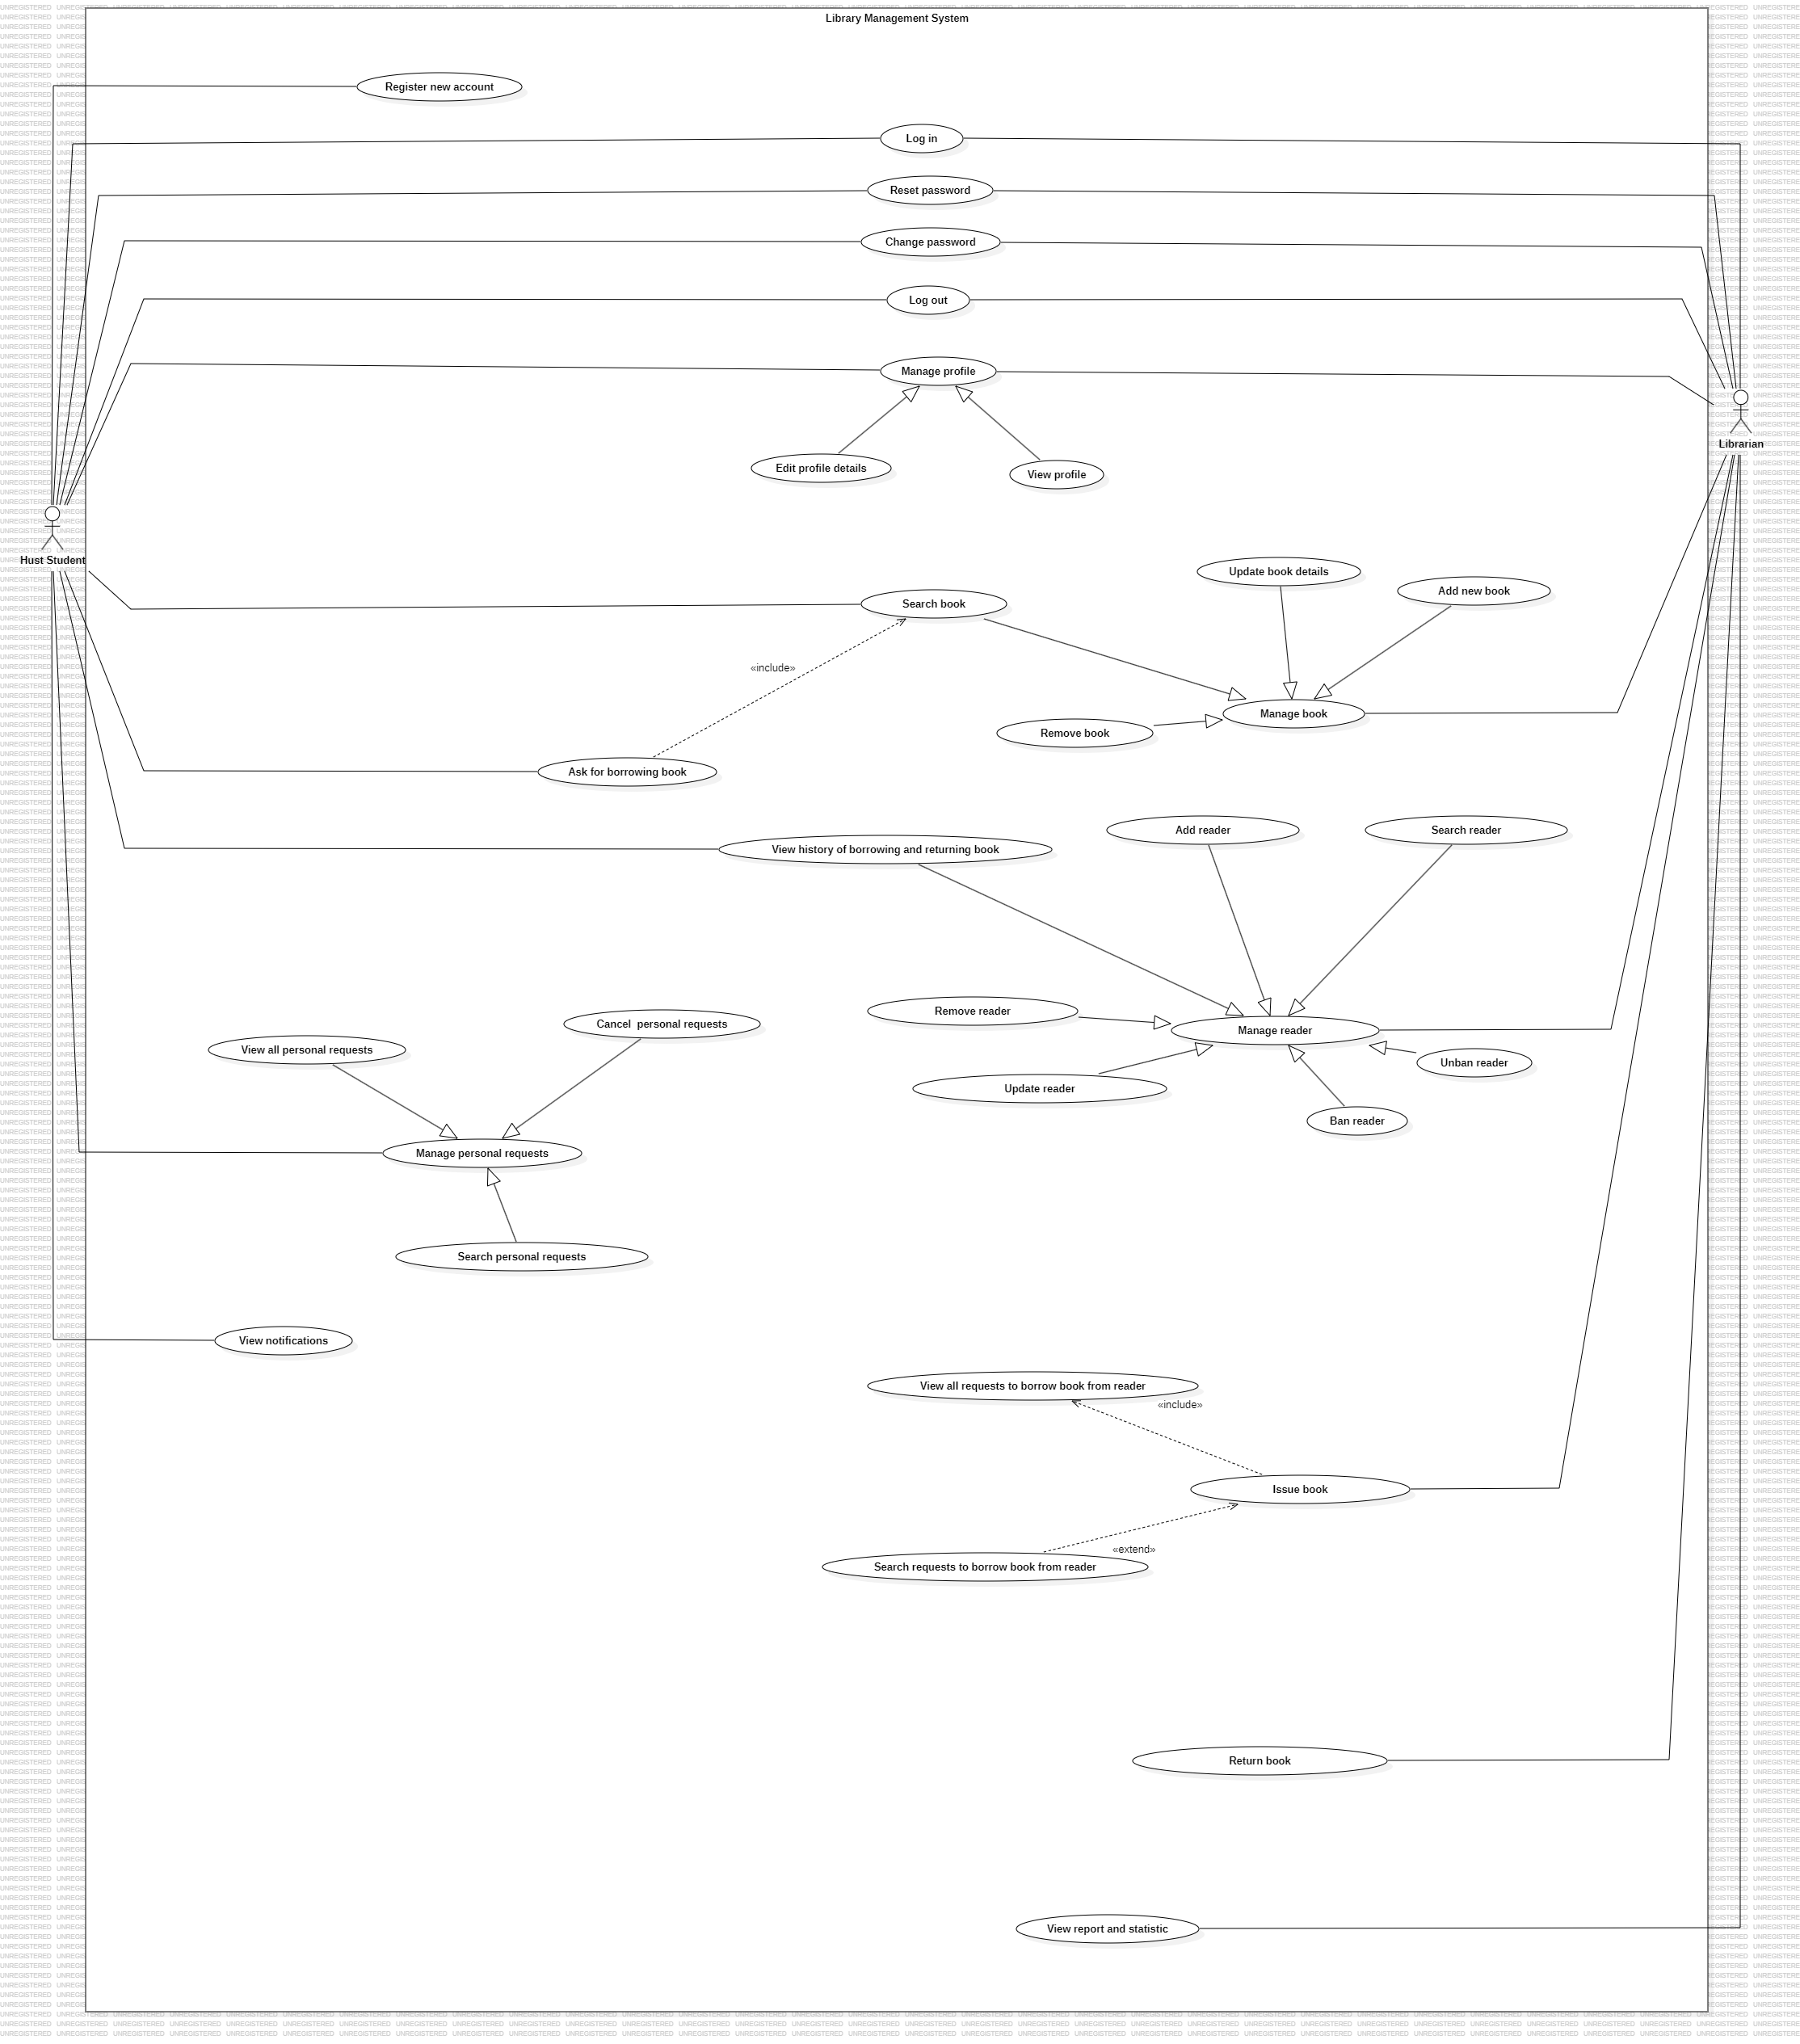 Library Management System
Register new account
Log in
Reset password
Change password
Log out
Manage profile
Edit profile details
View profile
Librarian
Hust Student
Update book details
Add new book
Search book
«include»
Manage book
Remove book
Ask for borrowing book
Add reader
Search reader
View history of borrowing and returning book
Remove reader
Cancel  personal requests
Manage reader
View all personal requests
Unban reader
Update reader
Ban reader
Manage personal requests
Search personal requests
View notifications
View all requests to borrow book from reader
«include»
Issue book
«extend»
Search requests to borrow book from reader
Return book
View report and statistic
UNREGISTERED